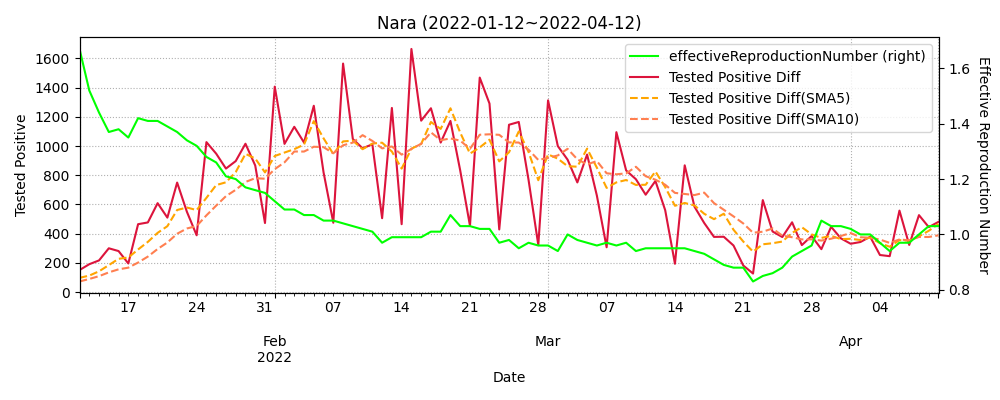 Nara (2022-01-12~2022-04-12)
effectiveReproductionNumber (right)
Tested Positive Diff
Tested Positive Diff(SMA5)
Tested Positive Diff(SMA10)
Tested Positive
1600
1400
1200
1000
800
600
400
200
0
Effective Reproduction Number
1.6
1.4
1.2
1.0
0.8
17 24 31 07 14 21 28 07 14 21 28 04
Feb Mar Apr
2022
Date